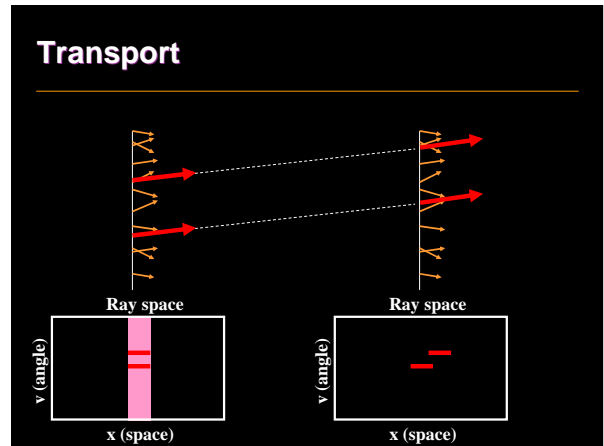 Transport
Ray space
v (angle)
x (space)
Ray space
v (angle)
x (space)